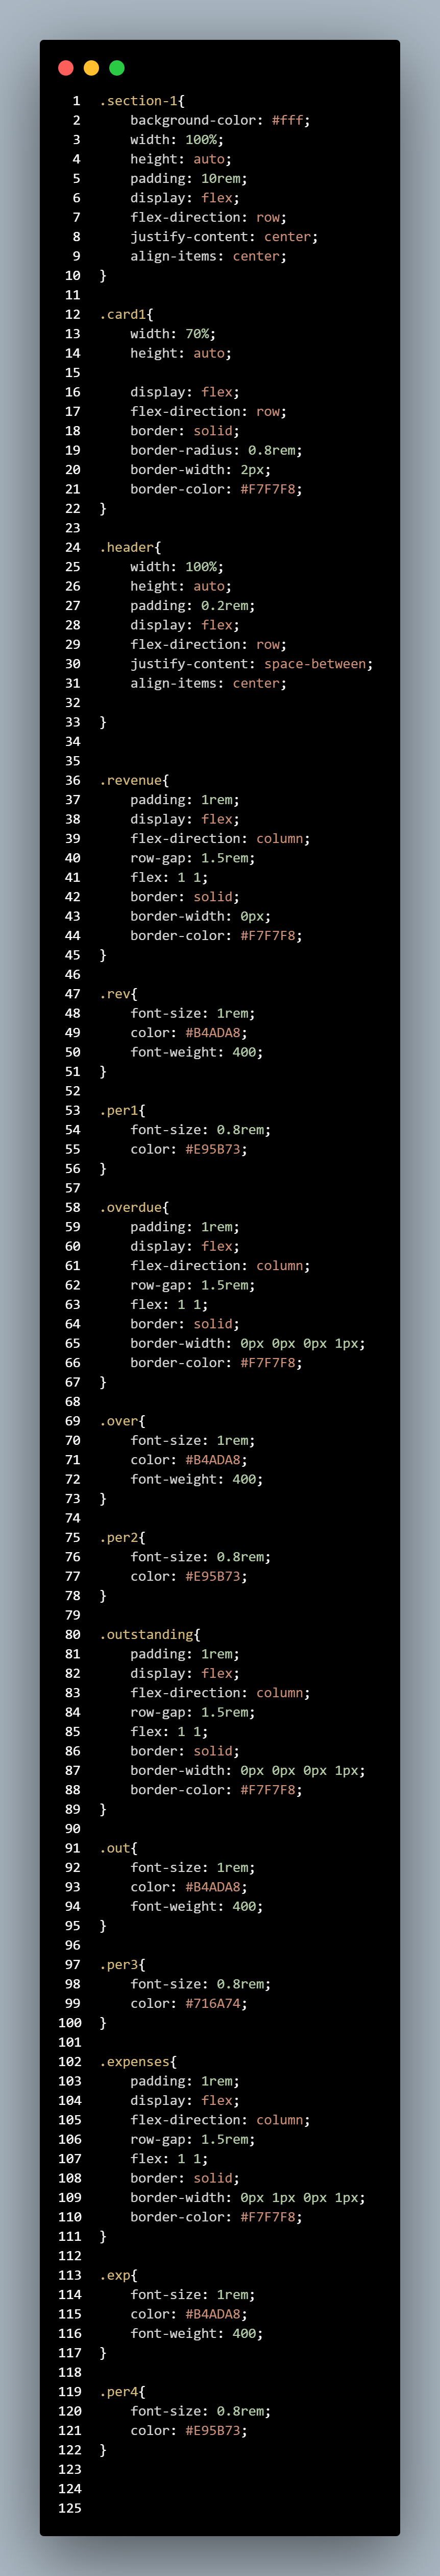 1 .section-1{
2     background-color: #fff;
3     width: 100%;
4     height: auto;
5     padding: 10rem;
6     display: flex;
7     flex-direction: row;
8     justify-content: center;
9     align-items: center;
10 }
11
12 .card1{
13     width: 70%;
14     height: auto;
15
16     display: flex;
17     flex-direction: row;
18     border: solid;
19     border-radius: 0.8rem;
20     border-width: 2px;
21     border-color: #F7F7F8;
22 }
23
24 .header{
25     width: 100%;
26     height: auto;
27     padding: 0.2rem;
28     display: flex;
29     flex-direction: row;
30     justify-content: space-between;
31     align-items: center;
32
33 }
34
35
36 .revenue{
37     padding: 1rem;
38     display: flex;
39     flex-direction: column;
40     row-gap: 1.5rem;
41     flex: 1 1;
42     border: solid;
43     border-width: 0px;
44     border-color: #F7F7F8;
45 }
46
47 .rev{
48     font-size: 1rem;
49     color: #B4ADA8;
50     font-weight: 400;
51 }
52
53 .per1{
54     font-size: 0.8rem;
55     color: #E95B73;
56 }
57
58 .overdue{
59     padding: 1rem;
60     display: flex;
61     flex-direction: column;
62     row-gap: 1.5rem;
63     flex: 1 1;
64     border: solid;
65     border-width: 0px 0px 0px 1px;
66     border-color: #F7F7F8;
67 }
68
69 .over{
70     font-size: 1rem;
71     color: #B4ADA8;
72     font-weight: 400;
73 }
74
75 .per2{
76     font-size: 0.8rem;
77     color: #E95B73;
78 }
79
80 .outstanding{
81     padding: 1rem;
82     display: flex;
83     flex-direction: column;
84     row-gap: 1.5rem;
85     flex: 1 1;
86     border: solid;
87     border-width: 0px 0px 0px 1px;
88     border-color: #F7F7F8;
89 }
90
91 .out{
92     font-size: 1rem;
93     color: #B4ADA8;
94     font-weight: 400;
95 }
96
97 .per3{
98     font-size: 0.8rem;
99     color: #716A74;
100 }
101
102 .expenses{
103     padding: 1rem;
104     display: flex;
105     flex-direction: column;
106     row-gap: 1.5rem;
107     flex: 1 1;
108     border: solid;
109     border-width: 0px 1px 0px 1px;
110     border-color: #F7F7F8;
111 }
112
113 .exp{
114     font-size: 1rem;
115     color: #B4ADA8;
116     font-weight: 400;
117 }
118
119 .per4{
120     font-size: 0.8rem;
121     color: #E95B73;
122 }
123
124
125